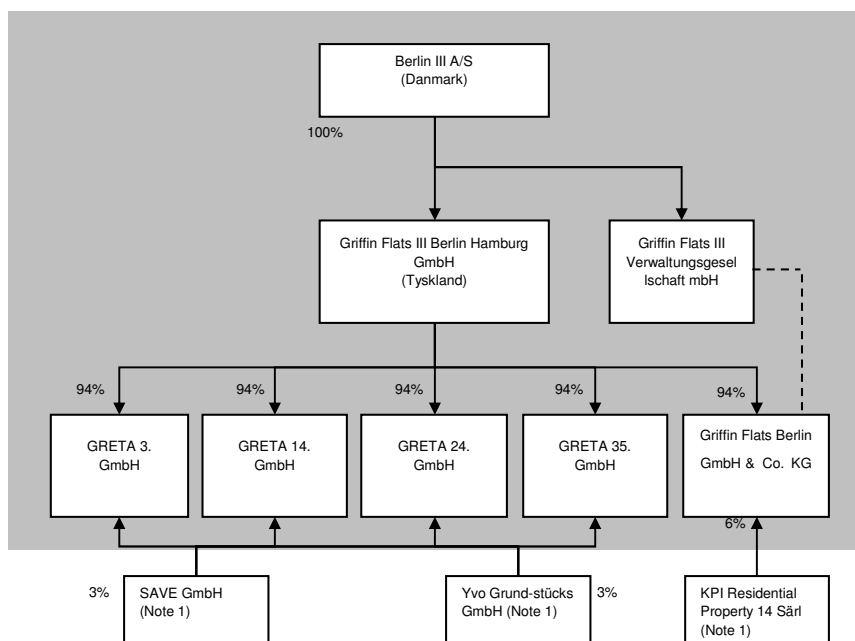 Berlin III A/S
(Danmark)
100%
Griffin Flats III Berlin Hamburg
GmbH
(Tyskland)
Griffin Flats III
Verwaltungsgesel
lschaft mbH
94%
94%
94%
94%
94%
GRETA 3.
GmbH
GRETA 14.
GmbH
GRETA 24.
GmbH
GRETA 35.
GmbH
Griffin Flats Berlin
GmbH & Co. KG
6%
3%
SAVE GmbH
(Note 1)
Yvo Grund-stücks
GmbH (Note 1)
3%
KPI Residential
Property 14 Särl
(Note 1)